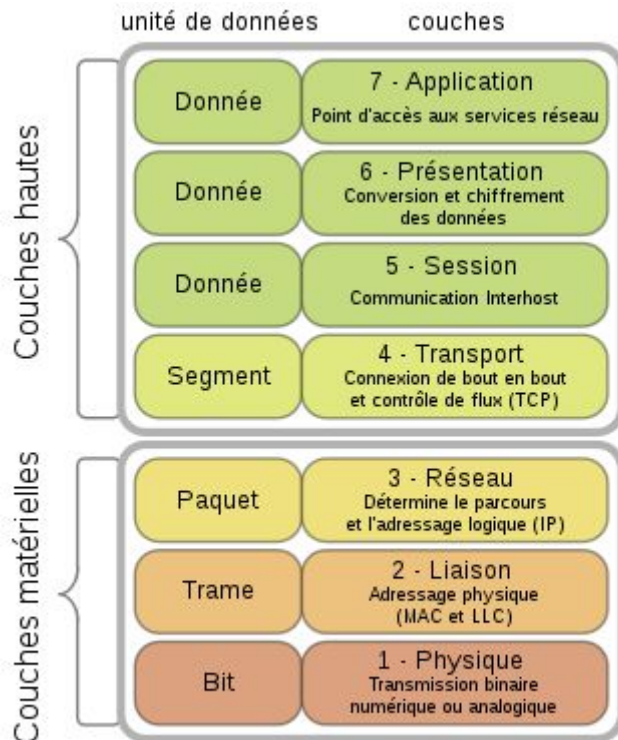 unité de données
couches
Couches hautes
Donnée
7 - Application
Point d'accès aux services réseau
Donnée
6 - Présentation
Conversion et chiffrement
des données
Donnée
5 - Session
Communication Interhost
Segment
4 - Transport
Connexion de bout en bout
et contrôle de flux (TCP)
Couches matérielles
Paquet
3 - Réseau
Détermine le parcours
et l'adressage logique (IP)
Trame
2 - Liaison
Adressage physique
(MAC et LLC)
Bit
1 - Physique
Transmission binaire
numérique ou analogique